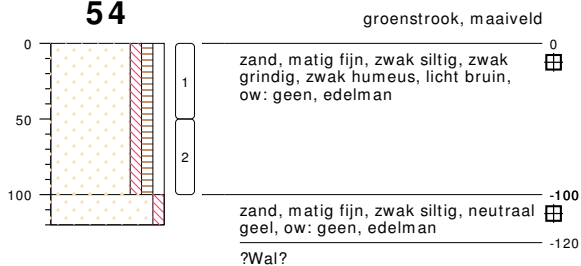 54
groenstrook, maaiveld
0
0
zand, matig fijn, zwak siltig, zwak
grindig, zwak humeus, licht bruin,
ow: geen, edelman
1
50
2
100
-100
zand, matig fijn, zwak siltig, neutraal
geel, ow: geen, edelman
-120
?Wal?